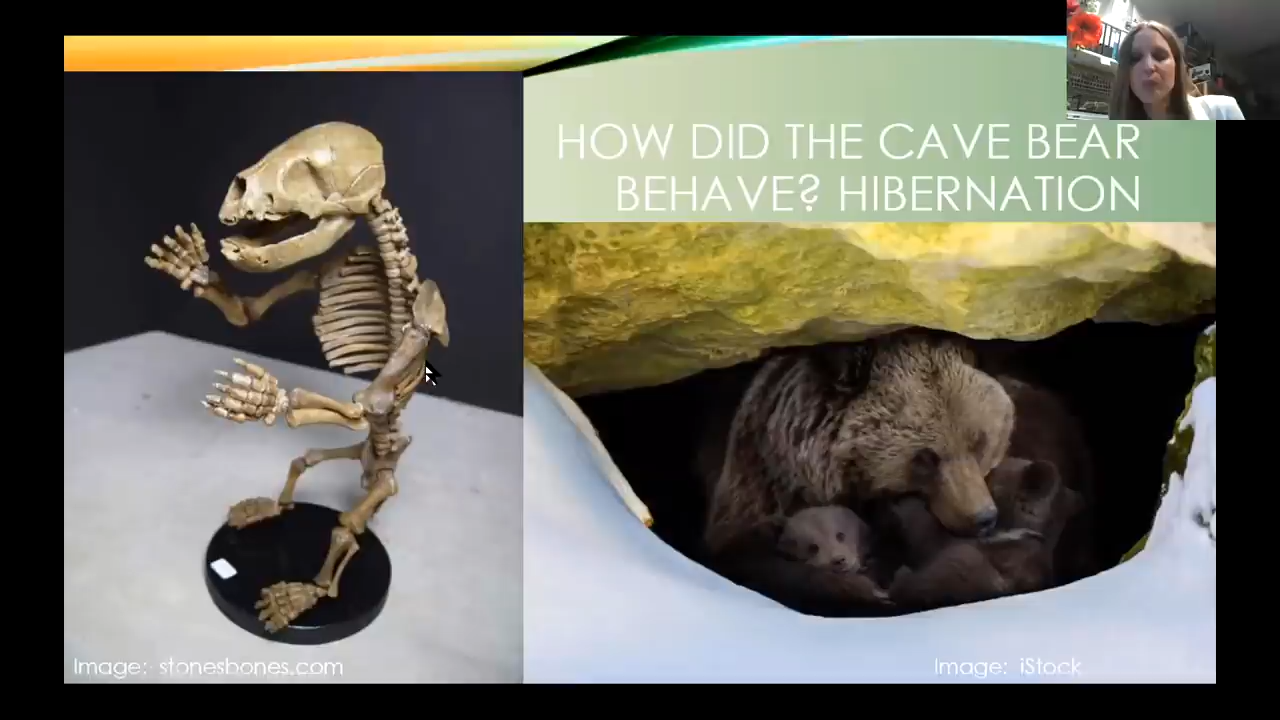 HOW DID THE CAVE BEAR
BEHAVE? HIBERNATION
Image: stonesbones.com
Image: iStock